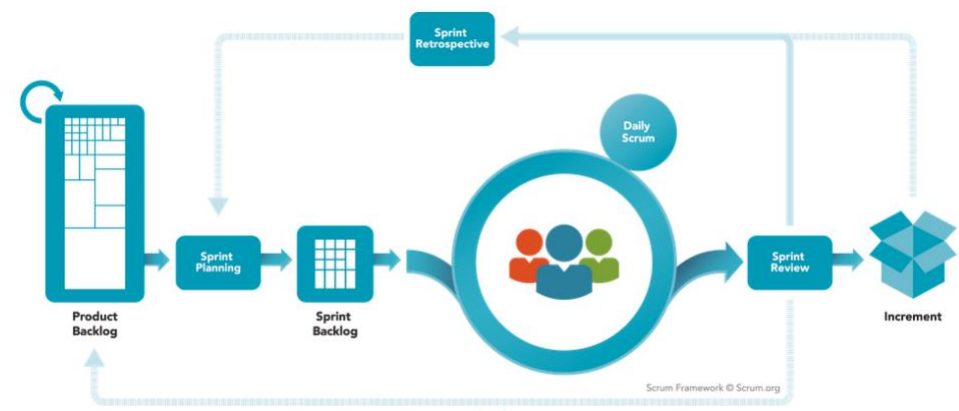 Sprint
Retrospective
Daily
Scrum
Sprint
Planning
Sprint
Review
Product
Backlog
Sprint
Backlog
Increment
Scrum Framework © Scrum.org